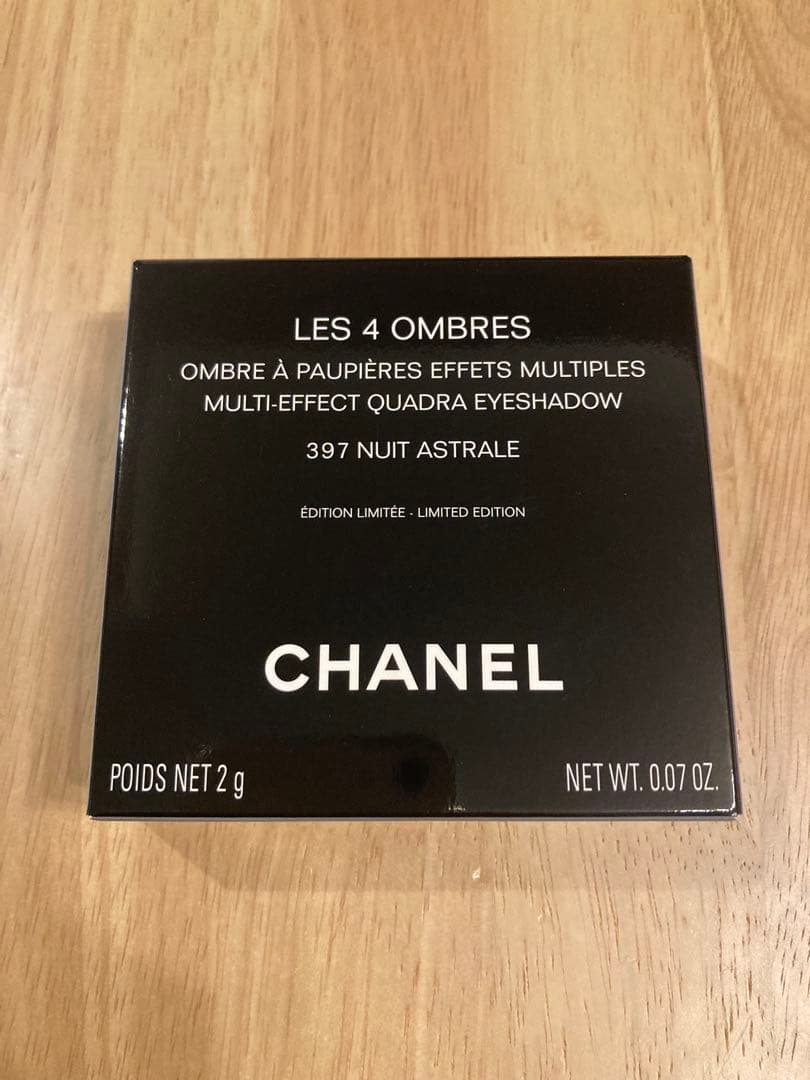 LES 4 OMBRES
OMBRE À PAUPIÈRES EFFETS MULTIPLES
MULTI-EFFECT QUADRA EYESHADOW
397 NUIT ASTRALE
ÉDITION LIMITÉE - LIMITED EDITION
CHANEL
POIDS NET 2 g
NET WT. 0.07 OZ.